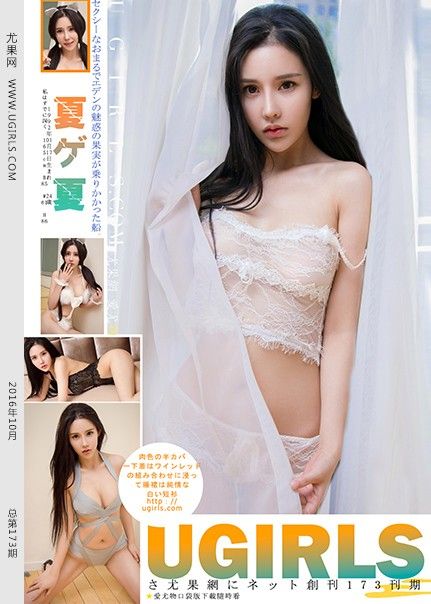 尤果网 WWW.UGIRLS.COM
2016年10月
总第173期
セクシーなおまるでエデンの魅惑の果実が乗りかかった船.
夏ゲ夏
肉色の半カバ
一下着はワインレッド
の組み合わせに浸っ
て藤裙は純情な
白い短衫
http://
ugirls.com
UGIRLS
さ尤果網にネット創刊173刊期
★愛尤物口袋版下載隨時看